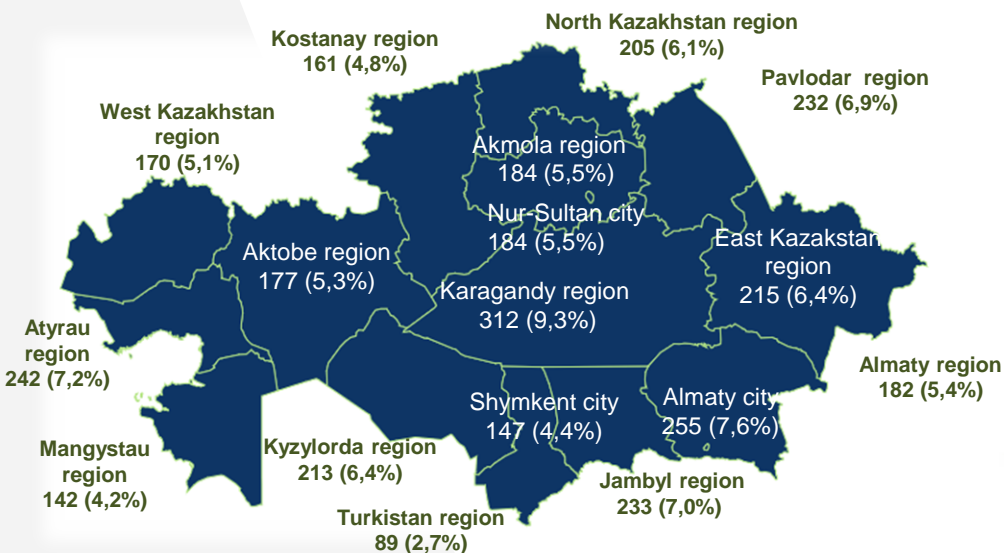 North Kazakhstan region
205 (6,1%)
Kostanay region
161 (4,8%)
Pavlodar region
232 (6,9%)
West Kazakhstan
region
170 (5,1%)
Akmola region
184 (5,5%)
Nur-Sultan city
184 (5,5%)
Aktobe region
177 (5,3%)
East Kazakstan
region
215 (6,4%)
Karagandy region
312 (9,3%)
Atyrau
region
242 (7,2%)
Almaty region
182 (5,4%)
Shymkent city
147 (4,4%)
Almaty city
255 (7,6%)
Mangystau
region
142 (4,2%)
Kyzylorda region
213 (6,4%)
Jambyl region
233 (7,0%)
Turkistan region
89 (2,7%)